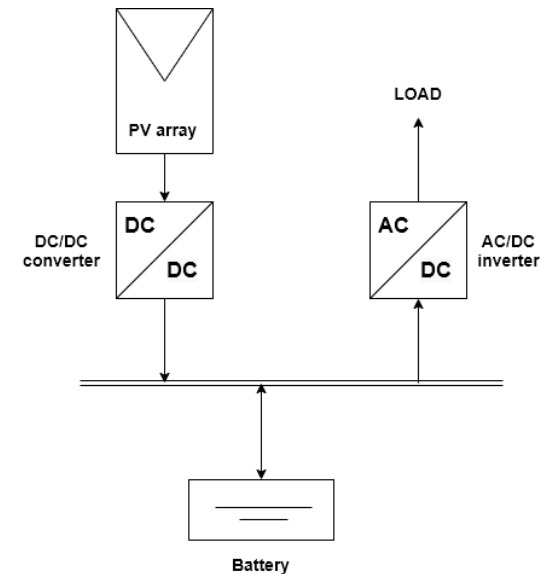 PV array
LOAD
DC/DC
converter
DC
DC
AC
DC
AC/DC
inverter
Battery